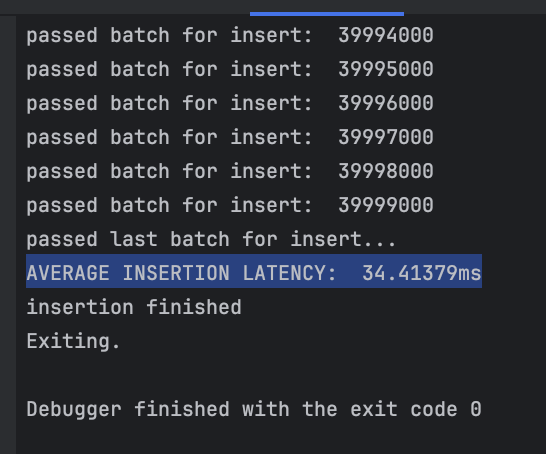 passed batch for insert:  39994000
passed batch for insert:  39995000
passed batch for insert:  39996000
passed batch for insert:  39997000
passed batch for insert:  39998000
passed batch for insert:  39999000
passed last batch for insert...
AVERAGE INSERTION LATENCY:  34.41379ms
insertion finished
Exiting.
Debugger finished with the exit code 0